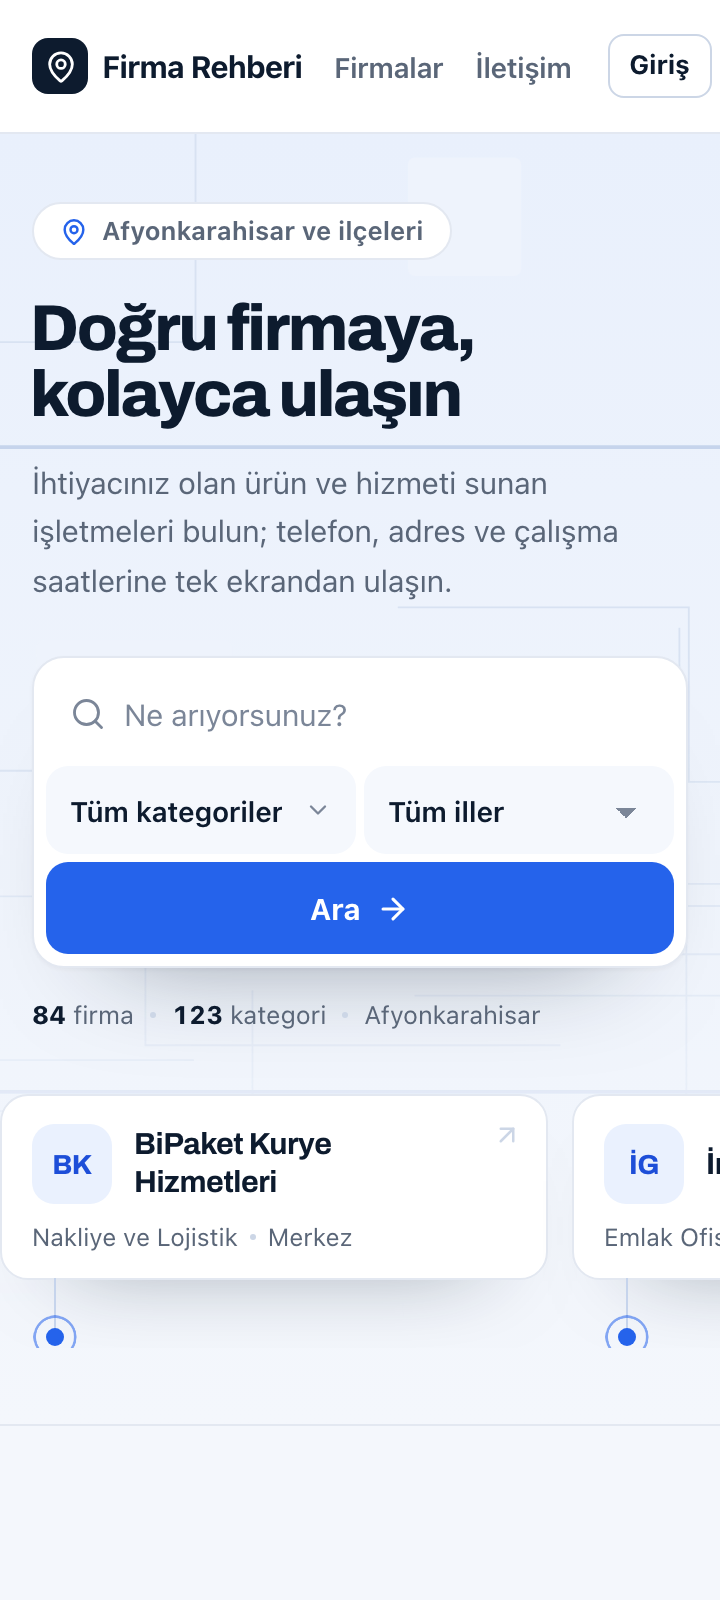 Firma Rehberi Firmalar İletişim Giriş
Afyonkarahisar ve ilçeleri
Doğru firmaya,
kolayca ulaşın
İhtiyacınız olan ürün ve hizmeti sunan
işletmeleri bulun; telefon, adres ve çalışma
saatlerine tek ekrandan ulaşın.
Ne arıyorsunuz?
Tüm kategoriler Tüm iller
Ara
84 firma • 123 kategori • Afyonkarahisar
BK BiPaket Kurye
Hizmetleri
Nakliye ve Lojistik • Merkez
İG
Emlak